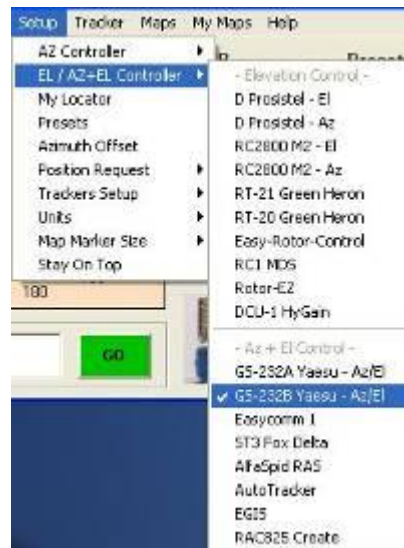 Setup Tracker Maps My Maps Help
AZ Controller
EL / AZ+EL Controller
My Locator
Presets
Azimuth Offset
Position Request
Trackers Setup
Units
Map Marker Size
Stay On Top
180
GO
- Elevation Control -
D Prosistel - El
D Prosistel - Az
RC2800 M2 - El
RC2800 M2 - Az
RT-21 Green Heron
RT-20 Green Heron
Easy-Rotor-Control
RC1 MDS
Rotor-EZ
DCU-1 HyGain
- Az + El Control -
GS-232A Yaesu - Az/El
GS-232B Yaesu - Az/El
Easycomm 1
ST3 Fox Delta
AlfaSpid RAS
AutoTracker
EGIS
RAC825 Create